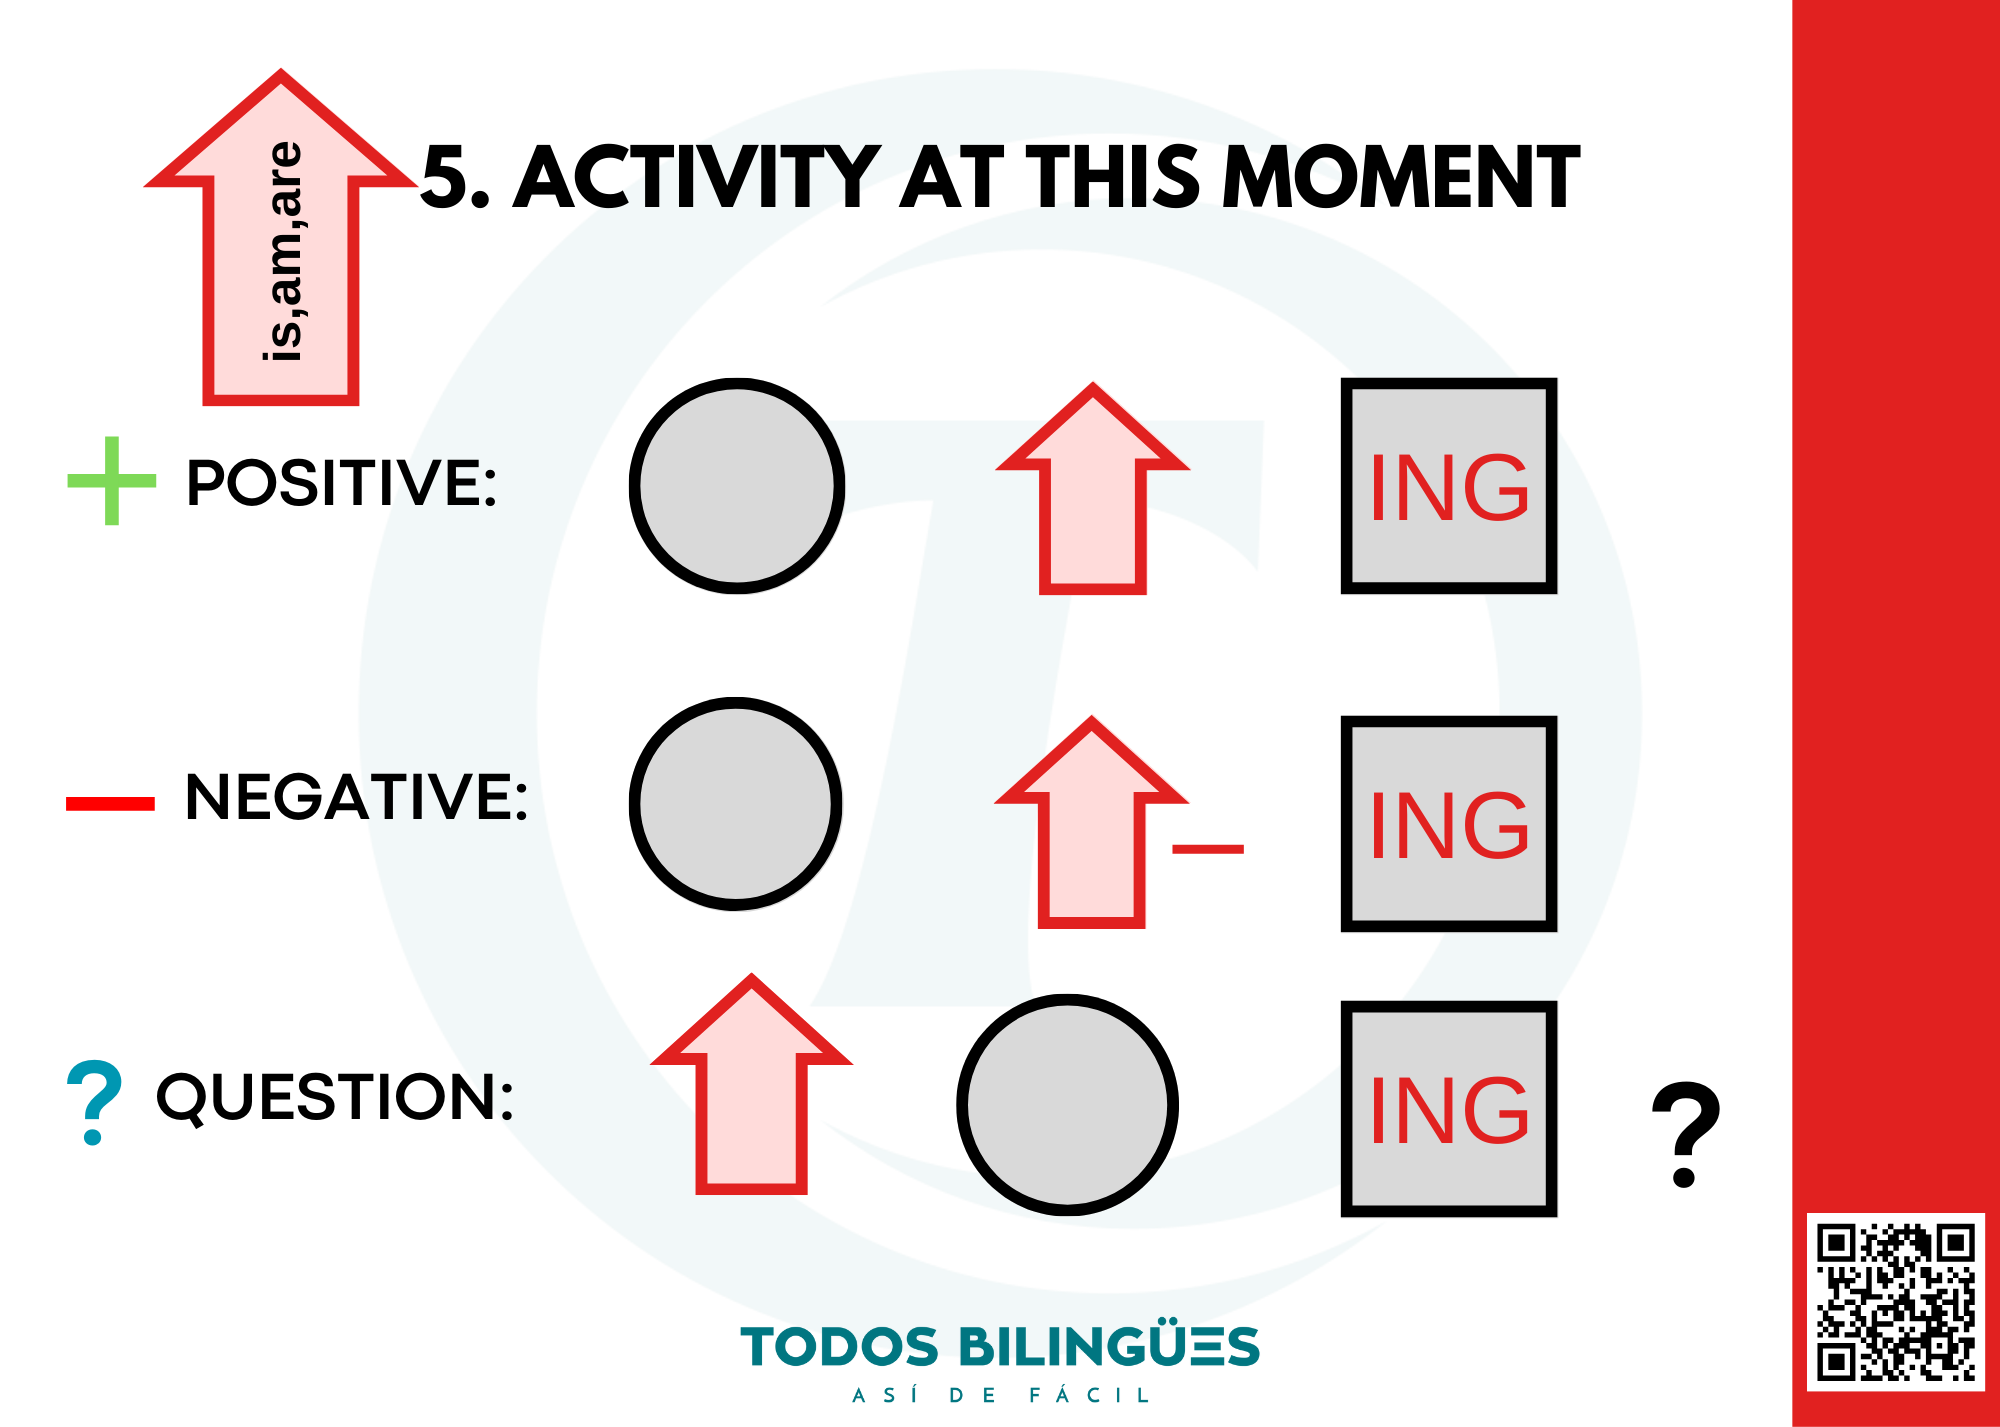 is,am,are
5. ACTIVITY AT THIS MOMENT
+ POSITIVE:
ING
− NEGATIVE:
−
ING
? QUESTION:
ING
?
TODOS BILINGÜES
ASÍ DE FÁCIL